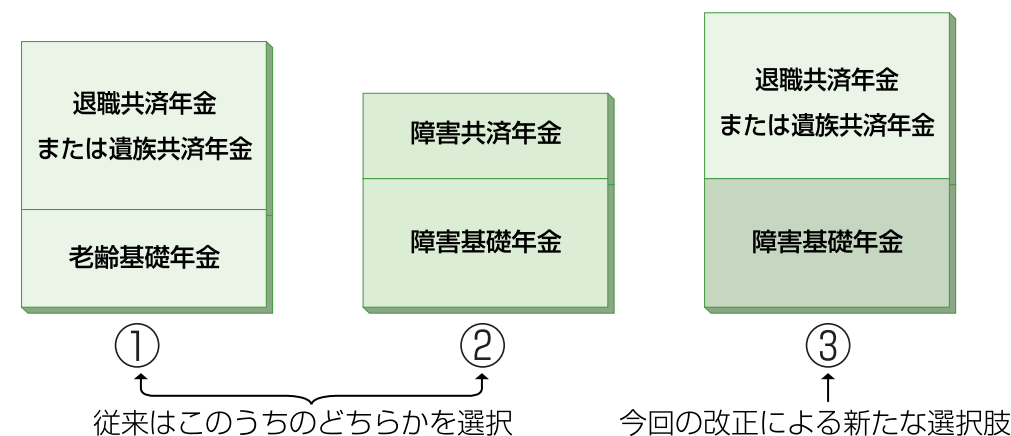 退職共済年金
または遺族共済年金
老齢基礎年金
①
障害共済年金
障害基礎年金
②
退職共済年金
または遺族共済年金
障害基礎年金
③
従来はこのうちのどちらかを選択
今回の改正による新たな選択肢